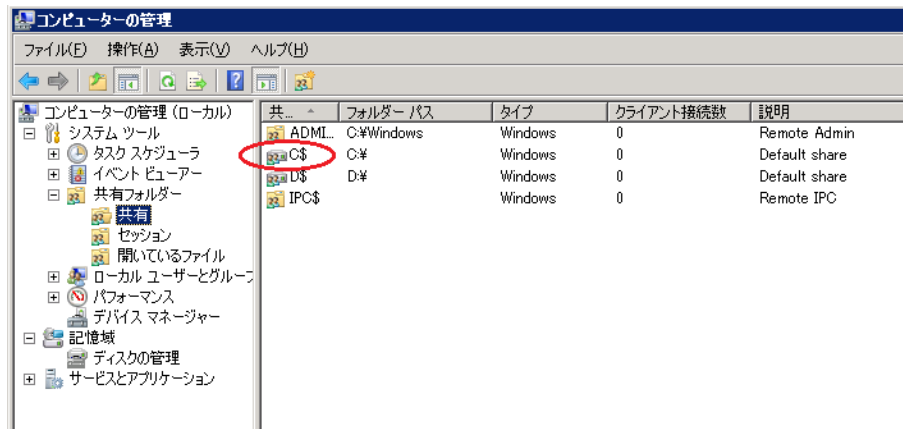 コンピューターの管理
ファイル(F) 操作(A) 表示(V) ヘルプ(H)
コンピューターの管理 (ローカル)
システム ツール
タスク スケジューラ
イベント ビューアー
共有フォルダー
共有
セッション
開いているファイル
ローカル ユーザーとグループ
パフォーマンス
デバイス マネージャー
記憶域
ディスクの管理
サービスとアプリケーション
共... フォルダー パス タイプ クライアント接続数 説明
ADMI... C:¥Windows Windows 0 Remote Admin
C$ C:¥ Windows 0 Default share
D$ D:¥ Windows 0 Default share
IPC$ Windows 0 Remote IPC